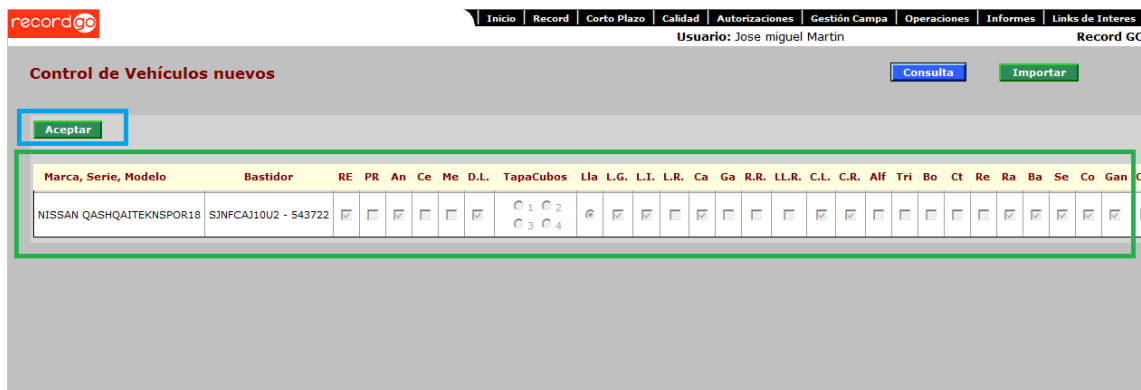 recordgo
Inicio | Record | Corto Plazo | Calidad | Autorizaciones | Gestión Campa | Operaciones | Informes | Links de Interes
Usuario: Jose miguel Martin Record GO
Control de Vehículos nuevos Consulta Importar
Aceptar
Marca, Serie, Modelo Bastidor RE PR An Ce Me D.L. TapaCubos Lla L.G. L.I. L.R. Ca Ga R.R. LL.R. C.L. C.R. Alf Tri Bo Ct Re Ra Ba Se Co Gan
NISSAN QASHQAITEKNSPOR18 SJNFCAJ10U2 - 543722 1 2
3 4